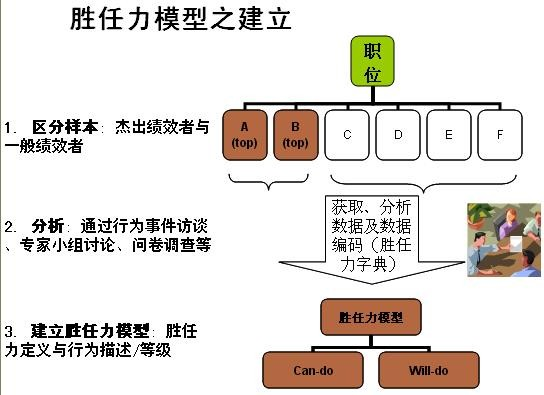 胜任力模型之建立
职
位
1. 区分样本：杰出绩效者与
一般绩效者
A
(top)
B
(top)
C
D
E
F
2. 分析：通过行为事件访谈
、专家小组讨论、问卷调查等
获取、分析
数据及数据
编码（胜任
力字典）
3. 建立胜任力模型：胜任
力定义与行为描述/等级
胜任力模型
Can-do
Will-do